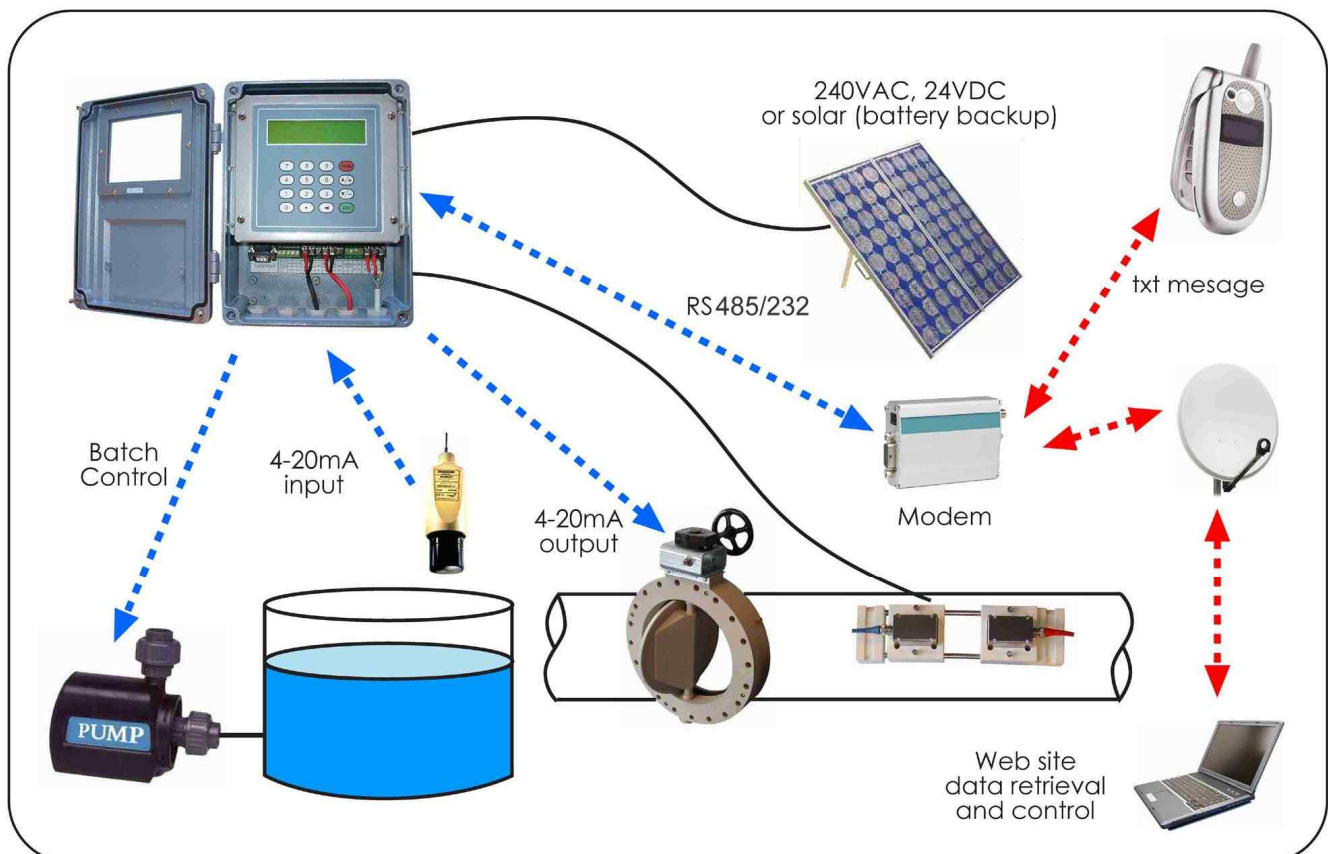 240VAC, 24VDC
or solar (battery backup)
RS485/232
txt mesage
Batch
Control
4-20mA
input
4-20mA
output
Modem
PUMP
Web site
data retrieval
and control